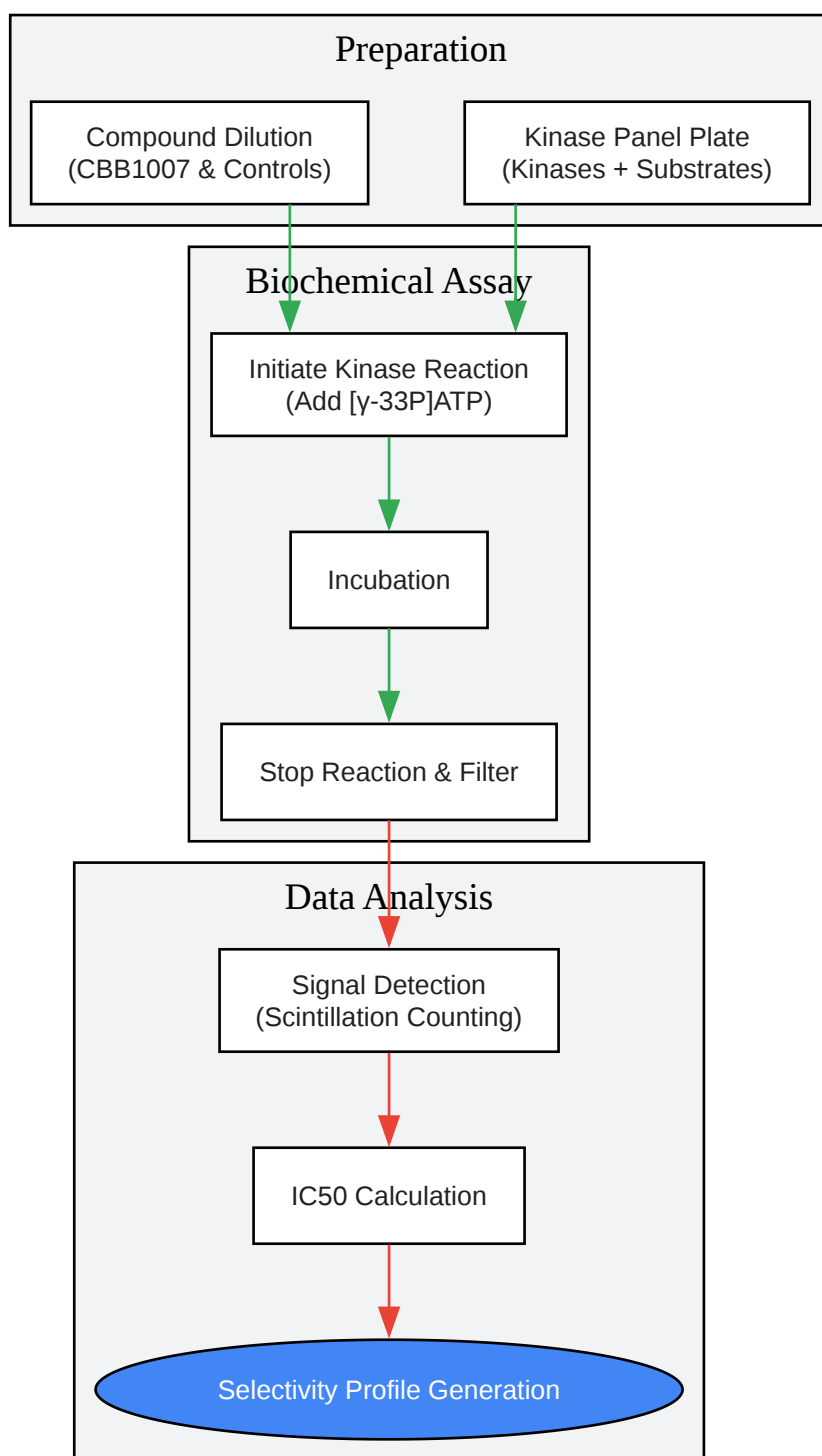 Preparation
Compound Dilution
(CBB1007 & Controls)
Kinase Panel Plate
(Kinases + Substrates)
Biochemical Assay
Initiate Kinase Reaction
(Add [γ-33P]ATP)
Incubation
Stop Reaction & Filter
Data Analysis
Signal Detection
(Scintillation Counting)
IC50 Calculation
Selectivity Profile Generation